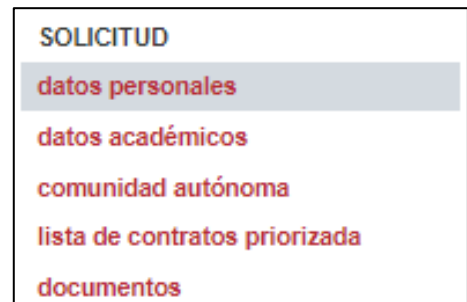 SOLICITUD
datos personales
datos académicos
comunidad autónoma
lista de contratos priorizada
documentos